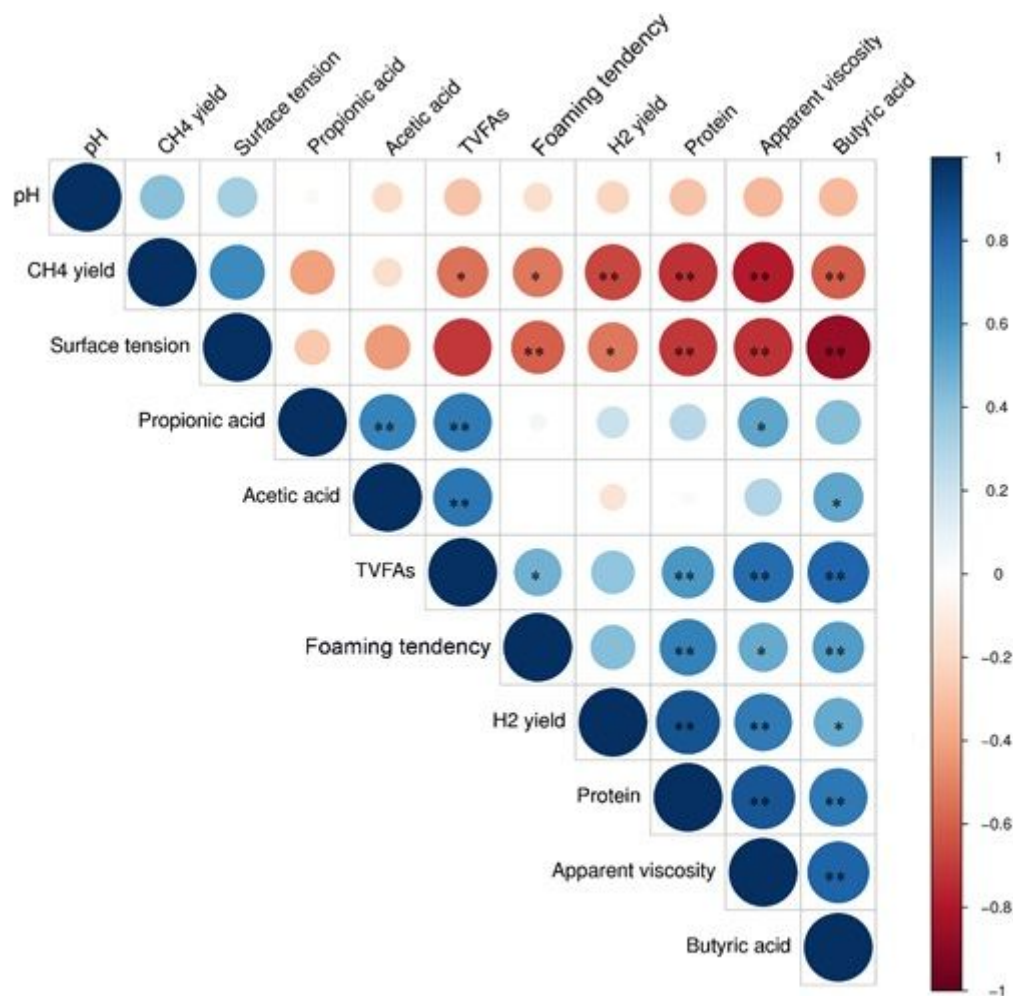 pH
CH4 yield
Surface tension
Propionic acid
Acetic acid
TVFAs
Foaming tendency
H2 yield
Protein
Apparent viscosity
Butyric acid
pH
CH4 yield * * ** ** ** **
Surface tension ** * ** ** **
Propionic acid ** ** *
Acetic acid ** *
TVFAs * ** ** **
Foaming tendency ** * **
H2 yield ** ** *
Protein ** **
Apparent viscosity **
Butyric acid
1
0.8
0.6
0.4
0.2
0
-0.2
-0.4
-0.6
-0.8
-1